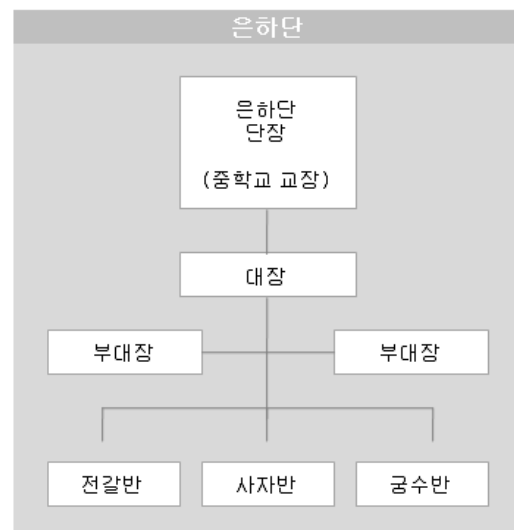 은하단
은하단
단장
(중학교 교장)
대장
부대장
부대장
전갈반
사자반
궁수반